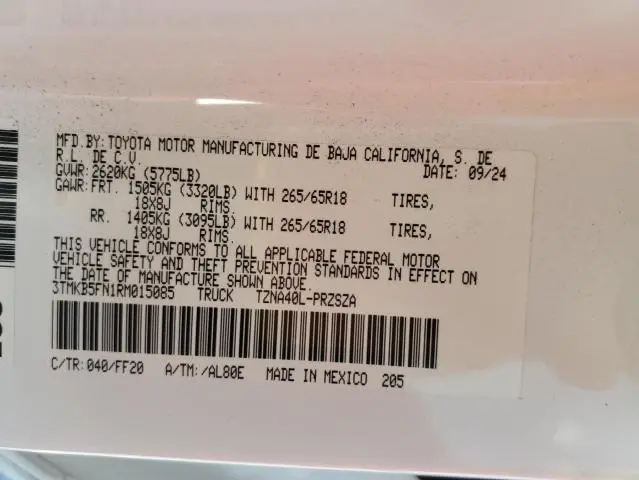 MFD.BY:TOYOTA MOTOR MANUFACTURING DE BAJA CALIFORNIA, S. DE
R.L. DE C.V. DATE: 09/24
GVWR:2620KG (5775LB)
GAWR:FRT. 1505KG (3320LB) WITH 265/65R18 TIRES,
18X8J RIMS.
RR. 1405KG (3095LB) WITH 265/65R18 TIRES,
18X8J RIMS.
THIS VEHICLE CONFORMS TO ALL APPLICABLE FEDERAL MOTOR
VEHICLE SAFETY AND THEFT PREVENTION STANDARDS IN EFFECT ON
THE DATE OF MANUFACTURE SHOWN ABOVE.
3TMKB5FN1RM015085 TRUCK TZNA40L-PRZSZA
C/TR:040/FF20 A/TM:/AL80E MADE IN MEXICO 205